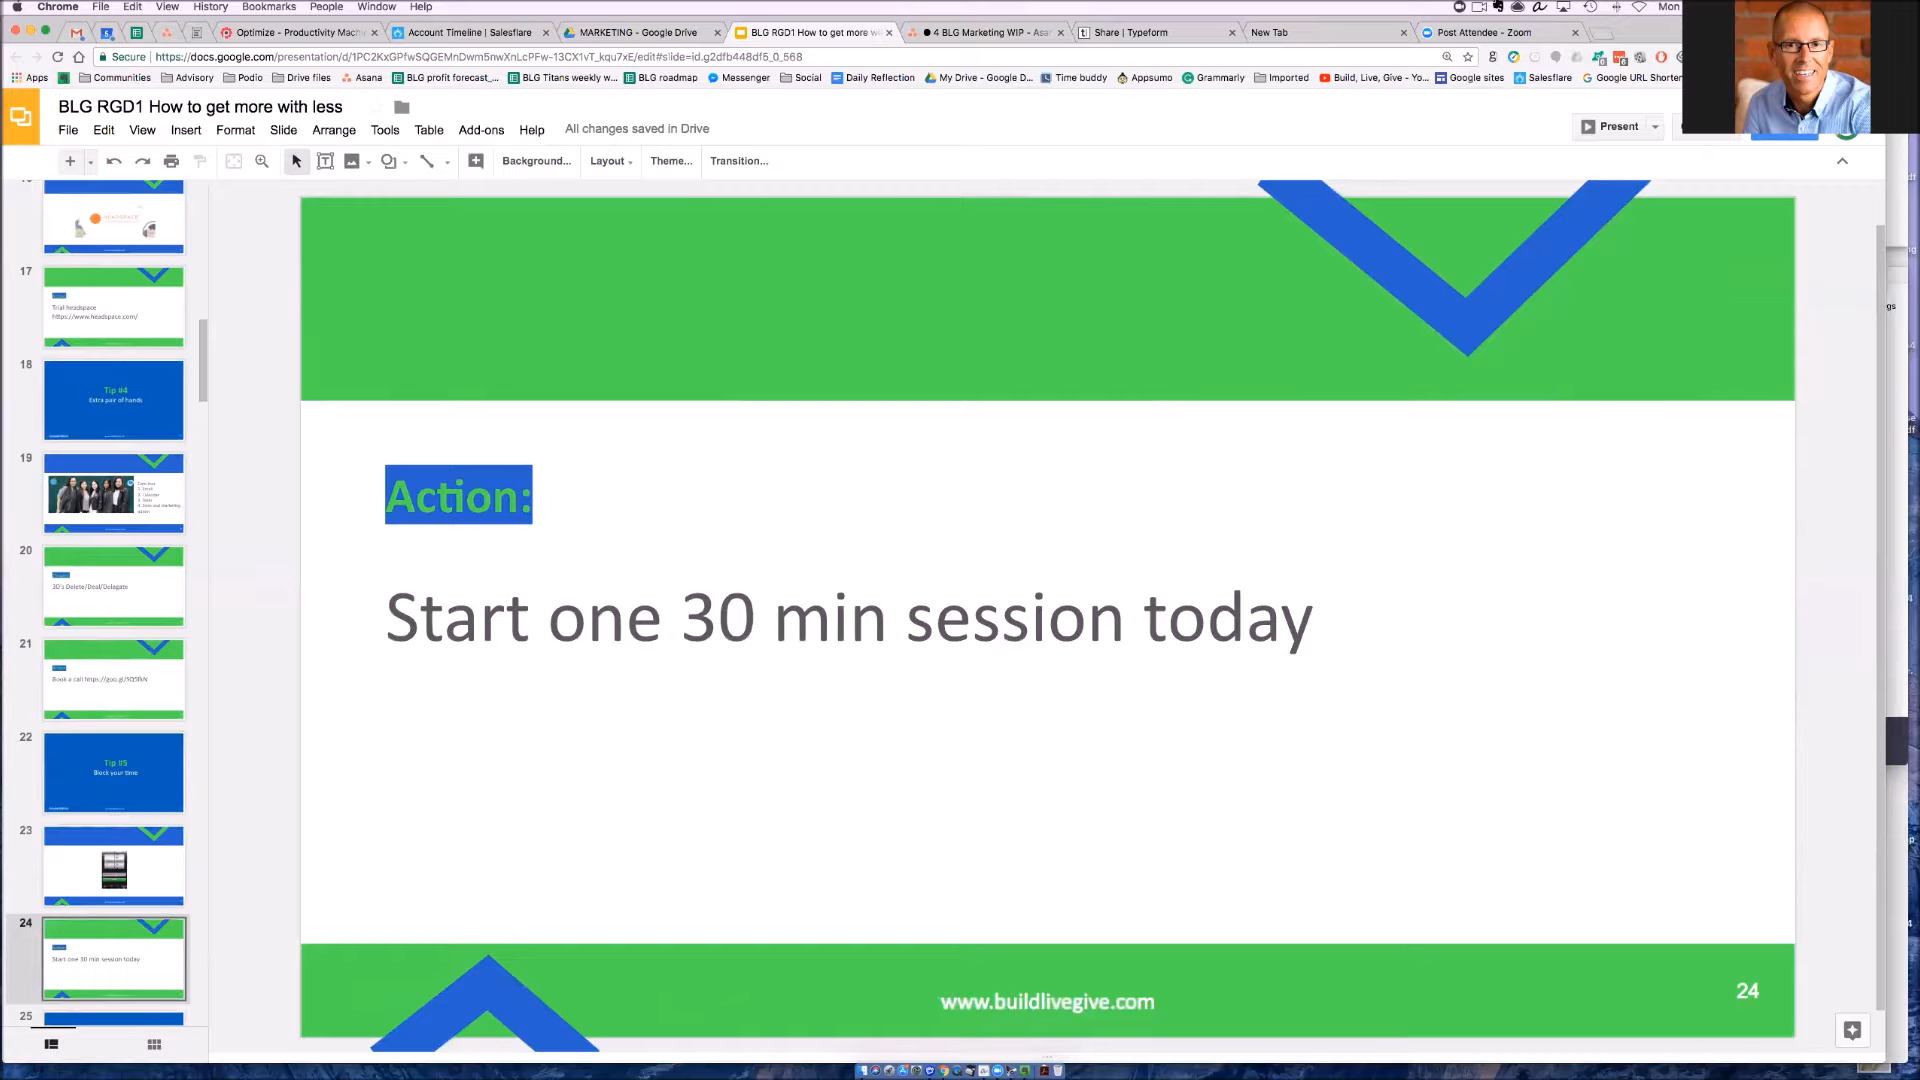 Chrome File Edit View History Bookmarks People Window Help Mon
Optimize - Productivity Mach Account Timeline | Salesflare MARKETING - Google Drive BLG RGD1 How to get more w 4 BLG Marketing WIP - Asa Share | Typeform New Tab Post Attendee - Zoom
Secure https://docs.google.com/presentation/d/1PC2KxGPfwSQGEMnDwm5nwXnLcPFw-13CX1vT_kqu7xE/edit#slide=id.g2dfb448df5_0_568
Apps Communities Advisory Podio Drive files Asana BLG profit forecast_... BLG Titans weekly w... BLG roadmap Messenger Social Daily Reflection My Drive - Google D... Time buddy Appsumo Grammarly Imported Build, Live, Give - Yo... Google sites Salesflare Google URL Shorte
BLG RGD1 How to get more with less
File Edit View Insert Format Slide Arrange Tools Table Add-ons Help All changes saved in Drive
Present
Background... Layout Theme... Transition...
HEADSPACE
17
Trial headspace
https://www.headspace.com/
18
Tip #4
Extra pair of hands
19
20
3D's Delete/Deal/Delegate
21
22
Tip #5
Block your time
23
24
Start one 30 min session today
25
Action:
Start one 30 min session today
www.buildlivegive.com
24